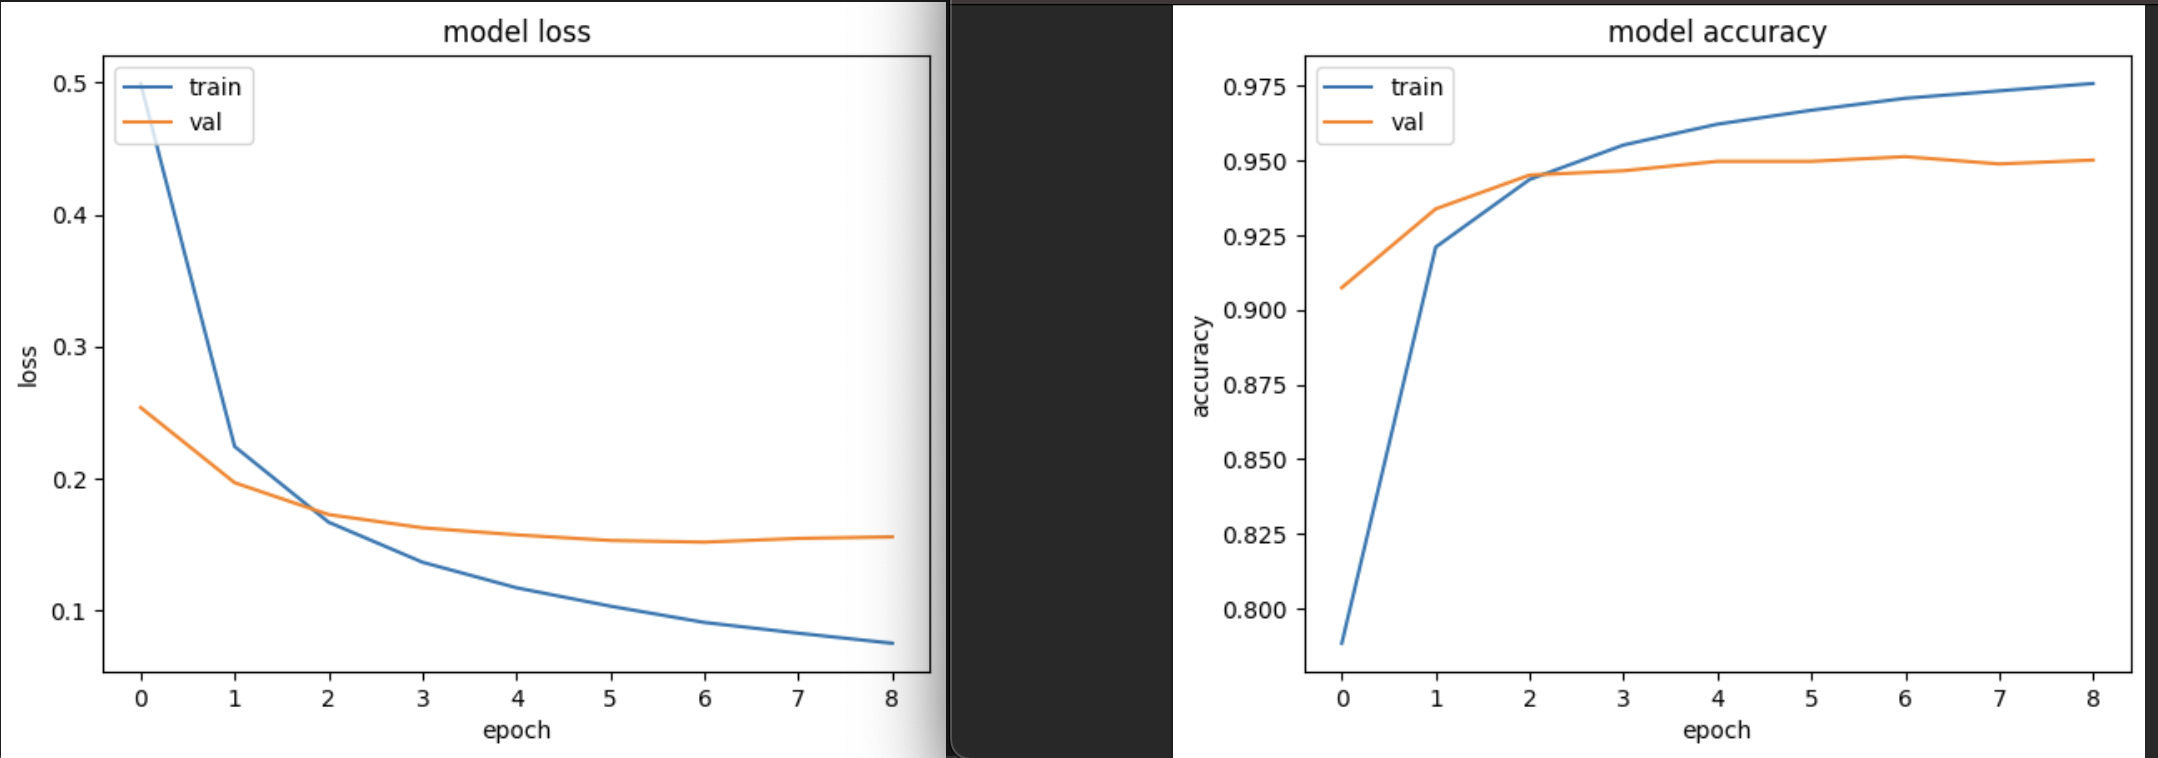 model loss
train
val
0.5
0.4
0.3
0.2
0.1
loss
0 1 2 3 4 5 6 7 8
epoch
model accuracy
train
val
0.975
0.950
0.925
0.900
0.875
0.850
0.825
0.800
accuracy
0 1 2 3 4 5 6 7 8
epoch